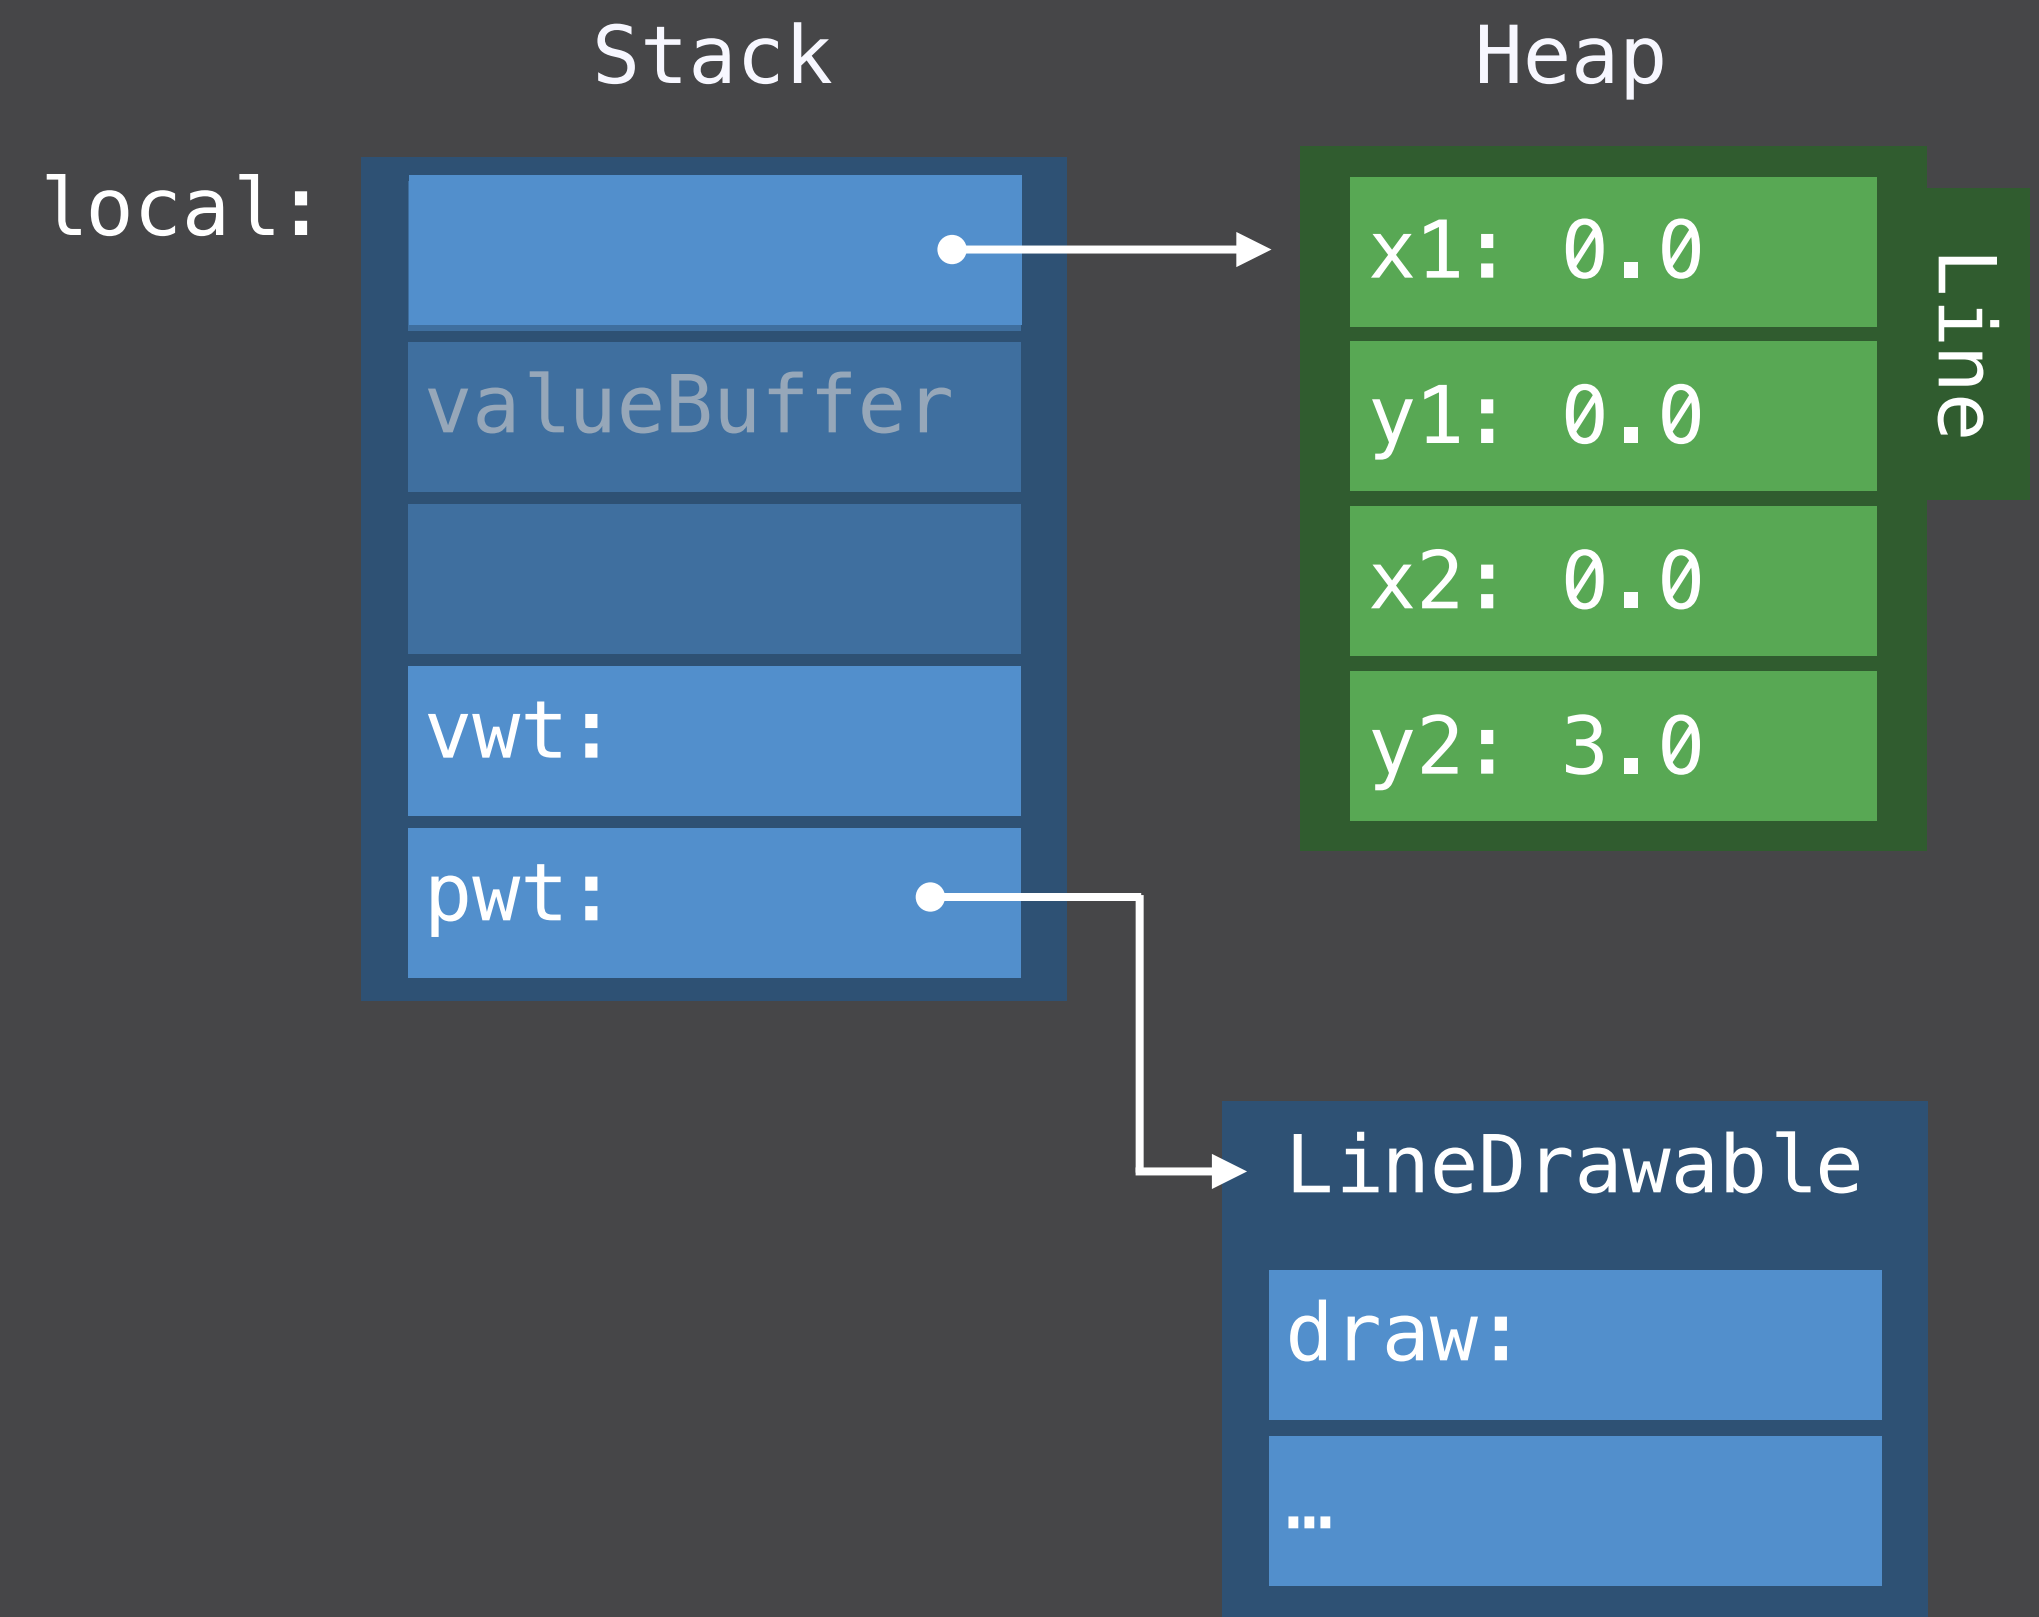 Stack
Heap
local:
valueBuffer
vwt:
pwt:
x1: 0.0
y1: 0.0
x2: 0.0
y2: 3.0
Line
LineDrawable
draw:
…